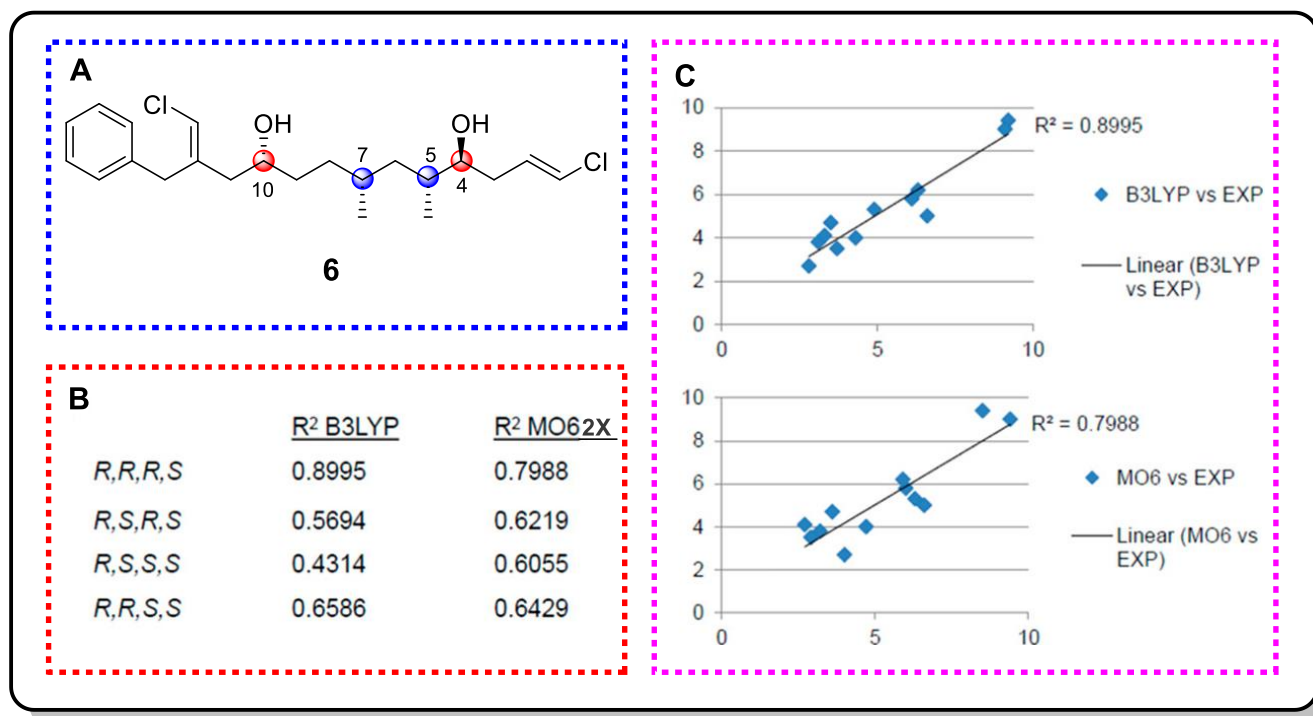 A
Cl
OH
OH
Cl
7
5
10
4
6
B
R² B3LYP R² MO62X
R,R,R,S 0.8995 0.7988
R,S,R,S 0.5694 0.6219
R,S,S,S 0.4314 0.6055
R,R,S,S 0.6586 0.6429
C
10
8
6
4
2
0
0 5 10
R² = 0.8995
B3LYP vs EXP
Linear (B3LYP
vs EXP)
10
8
6
4
2
0
0 5 10
R² = 0.7988
MO6 vs EXP
Linear (MO6 vs
EXP)